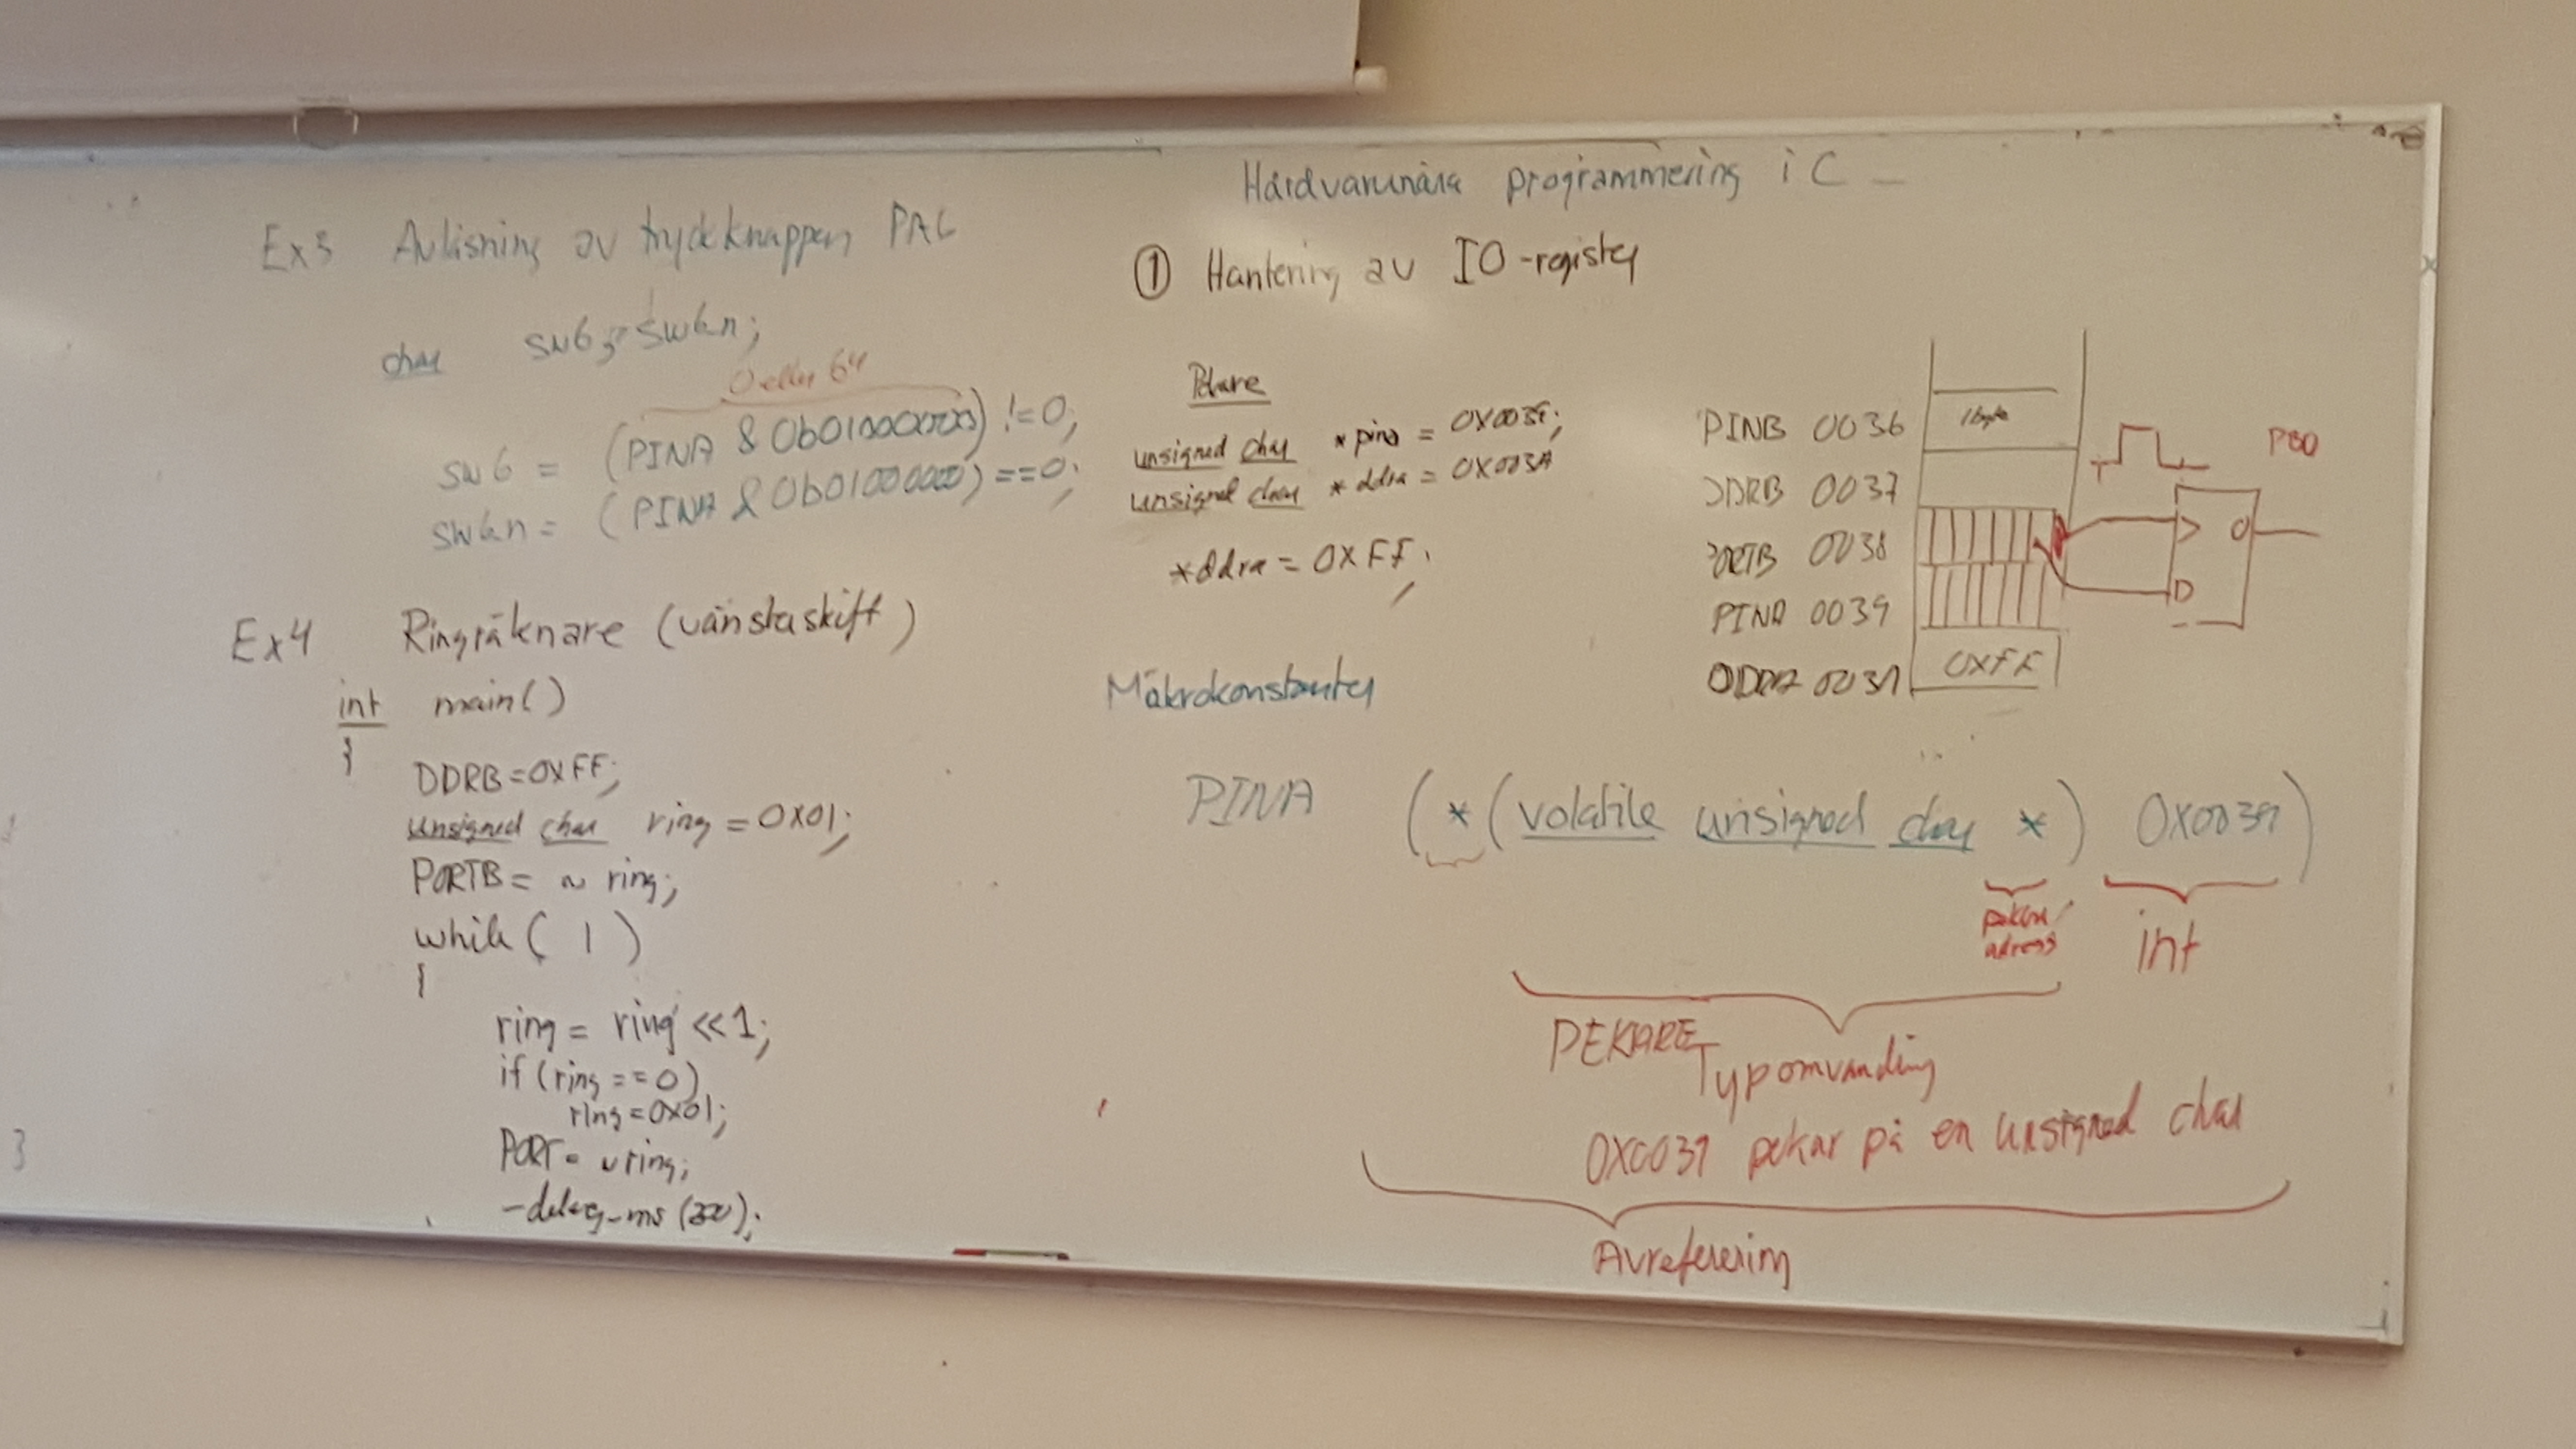 Ex3 Avläsning av tryckknappen PA6
char sw6, sw6n;
0 eller 64
sw6 = (PINA & 0b01000000) != 0;
sw6n = (PINA & 0b01000000) == 0;
Ex4 Ringräknare (vänsterskift)
int main()
{
DDRB = 0xFF;
unsigned char ring = 0x01;
PORTB = ~ ring;
while ( 1 )
{
ring = ring << 1;
if (ring == 0)
ring = 0x01;
PORT = ~ring;
_delay_ms (200);
3
Hårdvarunära programmering i C
① Hantering av IO-register
Pekare
unsigned char *pina = 0X0039;
unsigned char *ddra = 0X003A
*ddra = 0XFF;
PINB 0036 1 byte
DDRB 0037
PORTB 0038
PINA 0039
DDRA 003A 0XFF
PB0
D
Q
Makrokonstanter
PINA (*(volatile unsigned char *) 0X0039)
pekare/ adress
int
PEKARE
Typomvandling
0X0039 pekar på en unsigned char
Avreferering